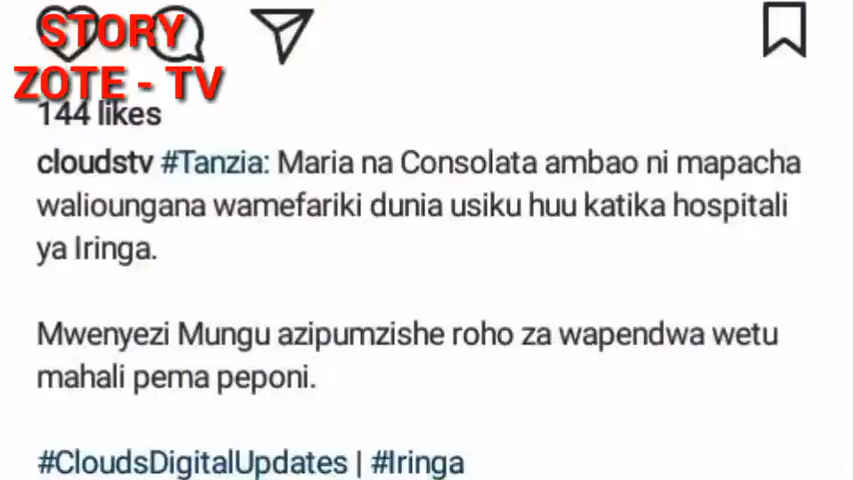 STORY
ZOTE - TV
144 likes
cloudstv #Tanzia: Maria na Consolata ambao ni mapacha
walioungana wamefariki dunia usiku huu katika hospitali
ya Iringa.
Mwenyezi Mungu azipumzishe roho za wapendwa wetu
mahali pema peponi.
#CloudsDigitalUpdates | #Iringa